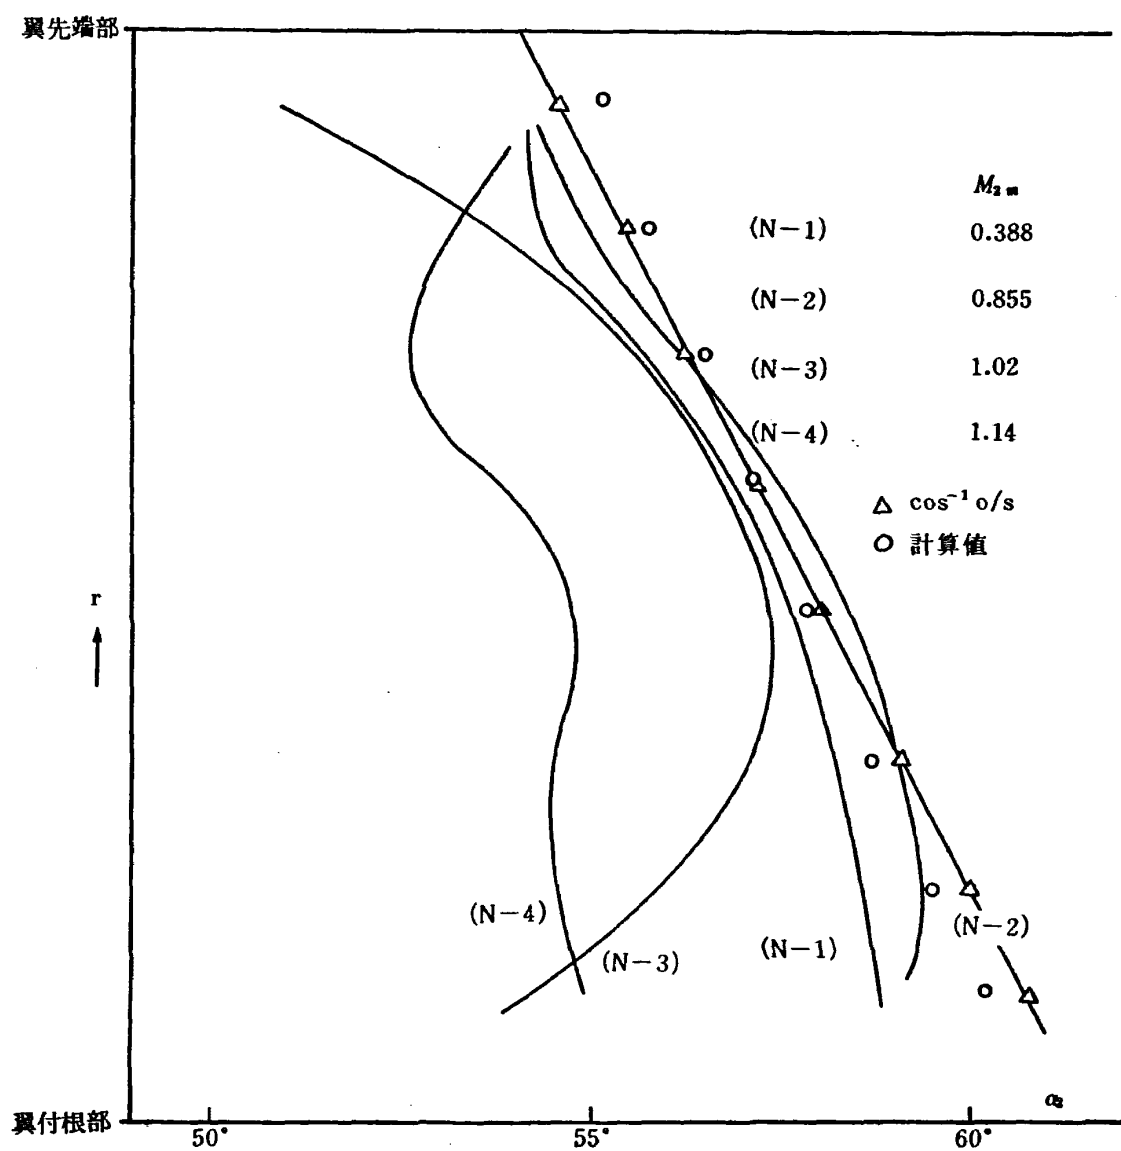 翼先端部
M₂ₘ
(N-1) 0.388
(N-2) 0.855
(N-3) 1.02
(N-4) 1.14
△ cos⁻¹ o/s
○ 計算値
r
(N-4)
(N-3)
(N-1)
(N-2)
α₂
翼付根部
50°
55°
60°